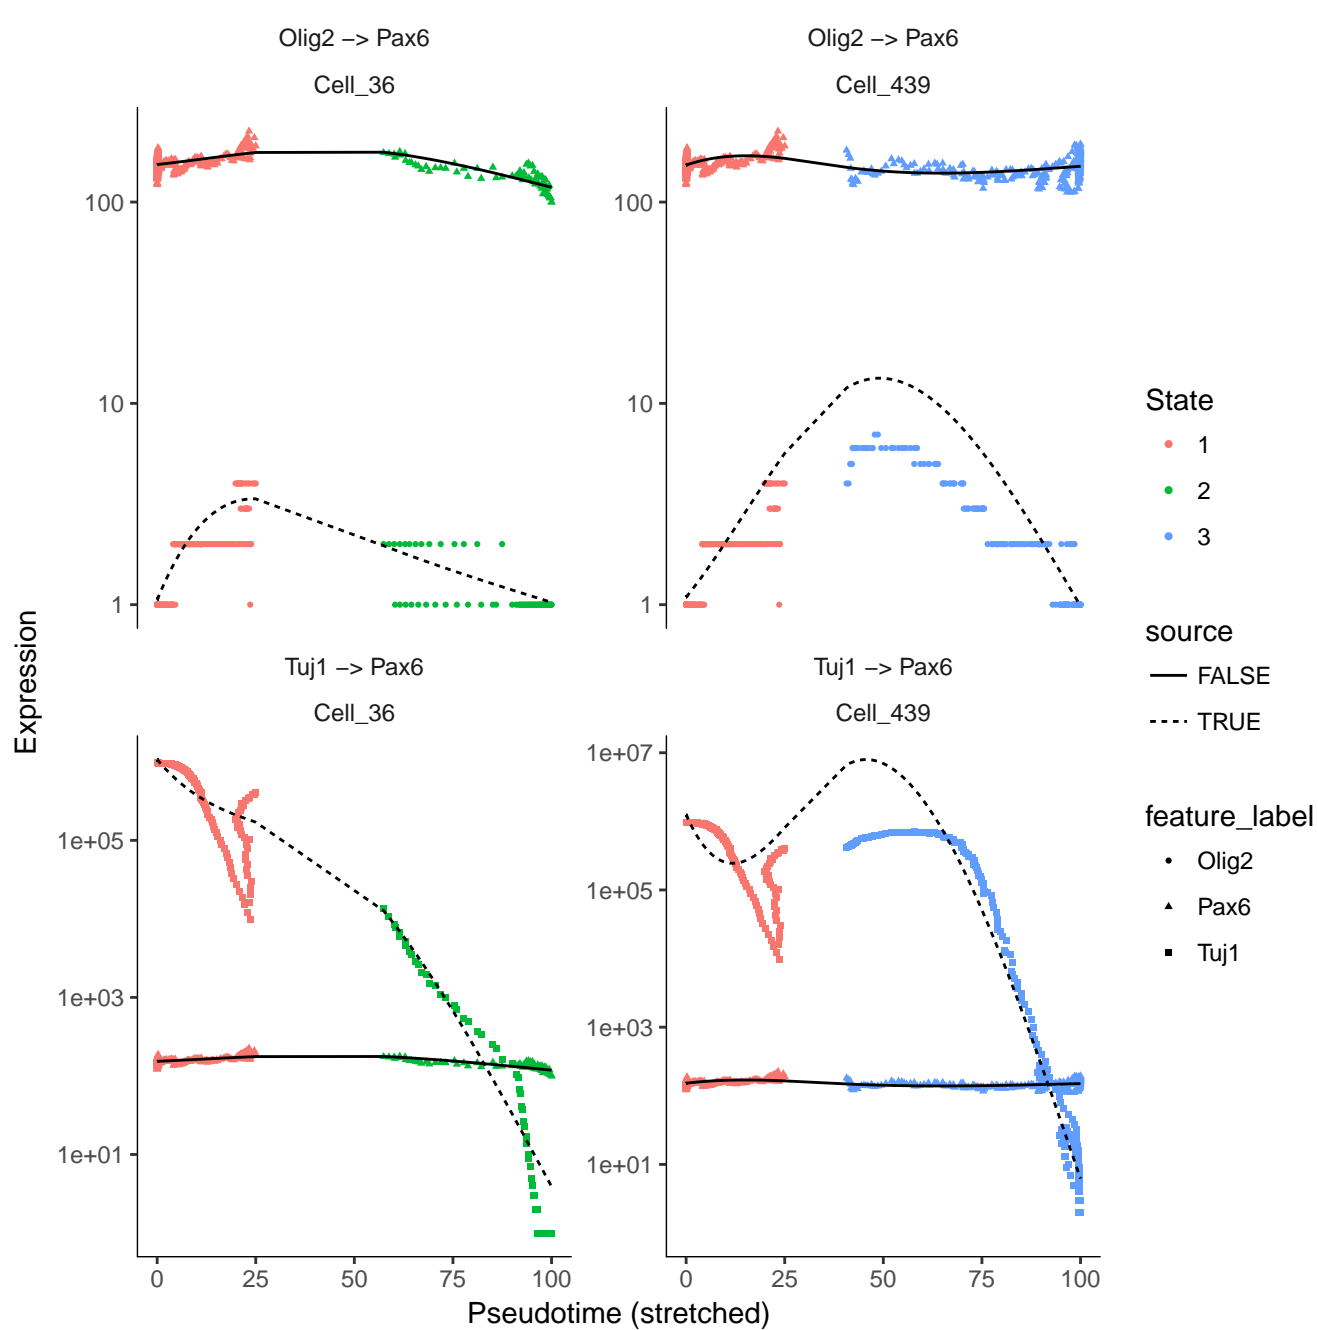 Olig2 −> Pax6
Cell_36
Olig2 −> Pax6
Cell_439
100
10
1
100
10
1
Tuj1 −> Pax6
Cell_36
Tuj1 −> Pax6
Cell_439
1e+05
1e+03
1e+01
1e+07
1e+05
1e+03
1e+01
0 25 50 75 100
0 25 50 75 100
Pseudotime (stretched)
Expression
State
1
2
3
source
FALSE
TRUE
feature_label
Olig2
Pax6
Tuj1